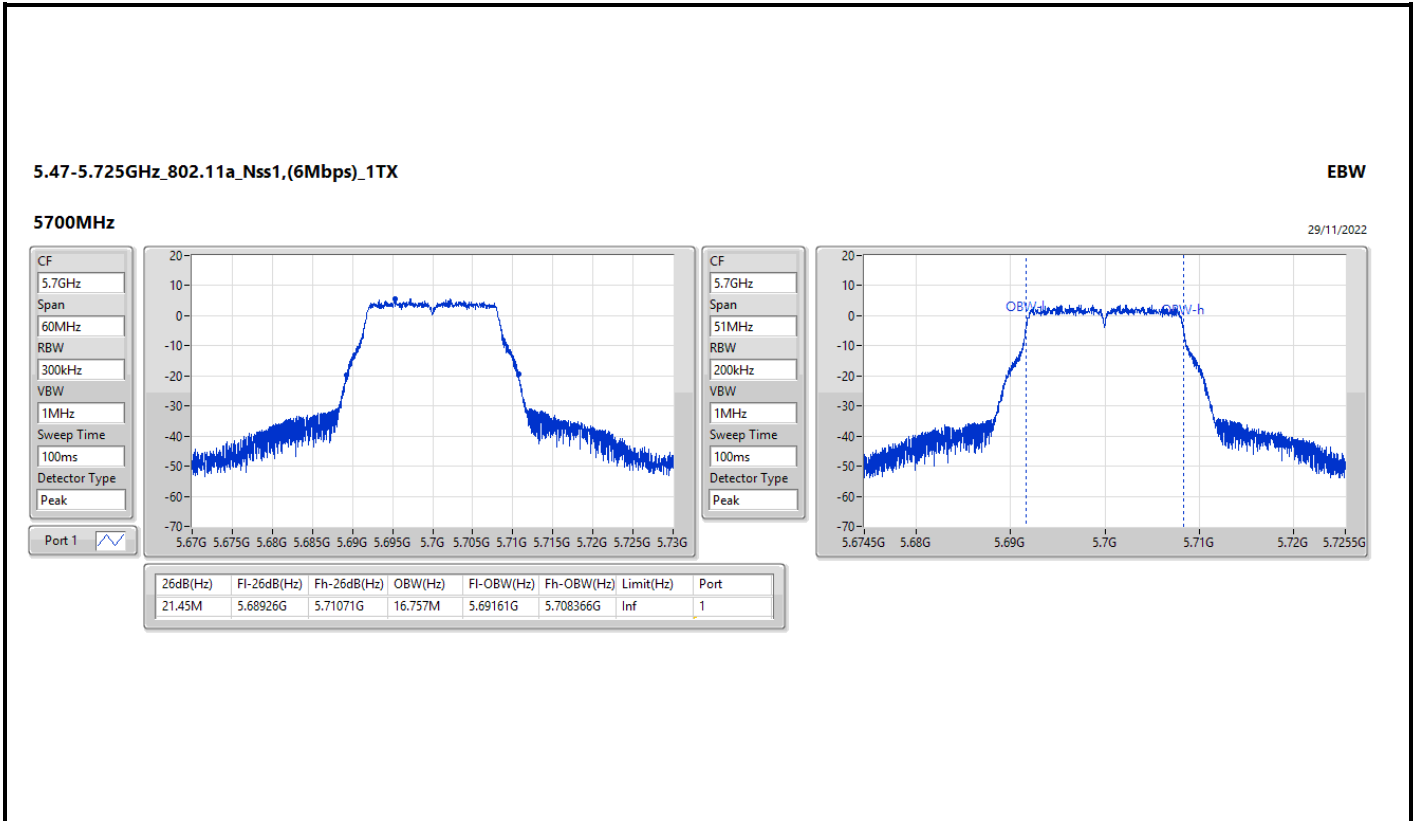 5.47-5.725GHz_802.11a_Nss1,(6Mbps)_1TX EBW
5700MHz
29/11/2022
CF
5.7GHz
Span
60MHz
RBW
300kHz
VBW
1MHz
Sweep Time
100ms
Detector Type
Peak
Port 1
20
10
0
-10
-20
-30
-40
-50
-60
-70
5.67G 5.675G 5.68G 5.685G 5.69G 5.695G 5.7G 5.705G 5.71G 5.715G 5.72G 5.725G 5.73G
CF
5.7GHz
Span
51MHz
RBW
200kHz
VBW
1MHz
Sweep Time
100ms
Detector Type
Peak
20
10
0
-10
-20
-30
-40
-50
-60
-70
OBW-l OBW-h
5.6745G 5.68G 5.69G 5.7G 5.71G 5.72G 5.7255G
26dB(Hz) Fl-26dB(Hz) Fh-26dB(Hz) OBW(Hz) Fl-OBW(Hz) Fh-OBW(Hz) Limit(Hz) Port
21.45M 5.68926G 5.71071G 16.757M 5.69161G 5.708366G Inf 1